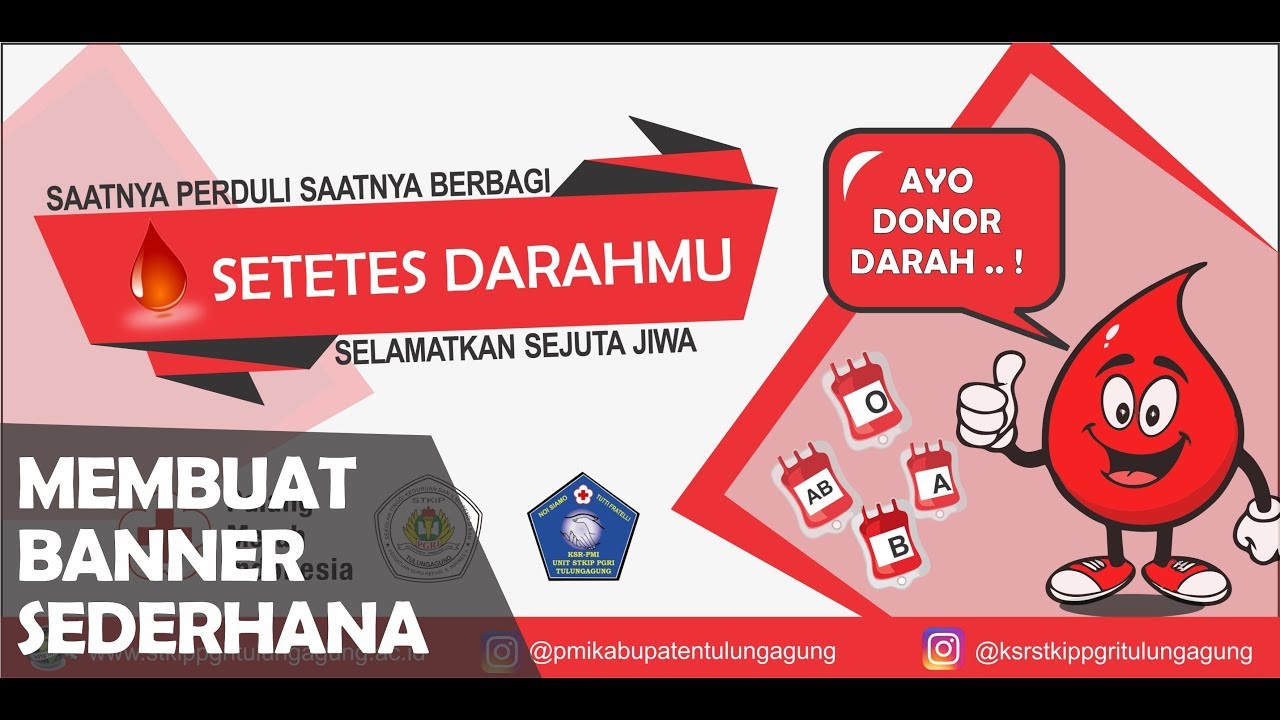 SAATNYA PERDULI SAATNYA BERBAGI
SETETES DARAHMU
SELAMATKAN SEJUTA JIWA
AYO
DONOR
DARAH .. !
O
AB
A
B
MEMBUAT
BANNER
SEDERHANA
STKIP
PGRI
TULUNGAGUNG
NOI SIAMO TUTTI FRATELLI
KSR-PMI
UNIT STKIP PGRI
TULUNGAGUNG
www.stkippgritulungagung.ac.id
@pmikabupatentulungagung
@ksrstkippgritulungagung